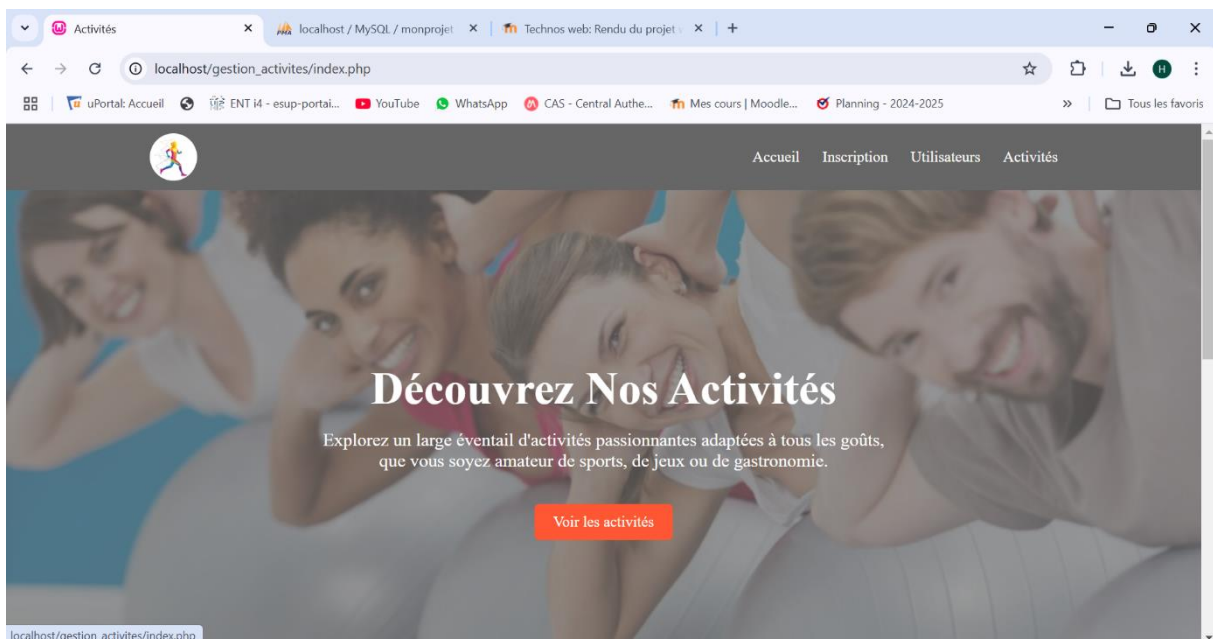 Activités
localhost / MySQL / monprojet
Technos web: Rendu du projet
localhost/gestion_activites/index.php
uPortal: Accueil
ENT i4 - esup-portai...
YouTube
WhatsApp
CAS - Central Authe...
Mes cours | Moodle...
Planning - 2024-2025
»
Tous les favoris
H
Accueil Inscription Utilisateurs Activités
Découvrez Nos Activités
Explorez un large éventail d'activités passionnantes adaptées à tous les goûts,
que vous soyez amateur de sports, de jeux ou de gastronomie.
Voir les activités
localhost/gestion_activites/index.php